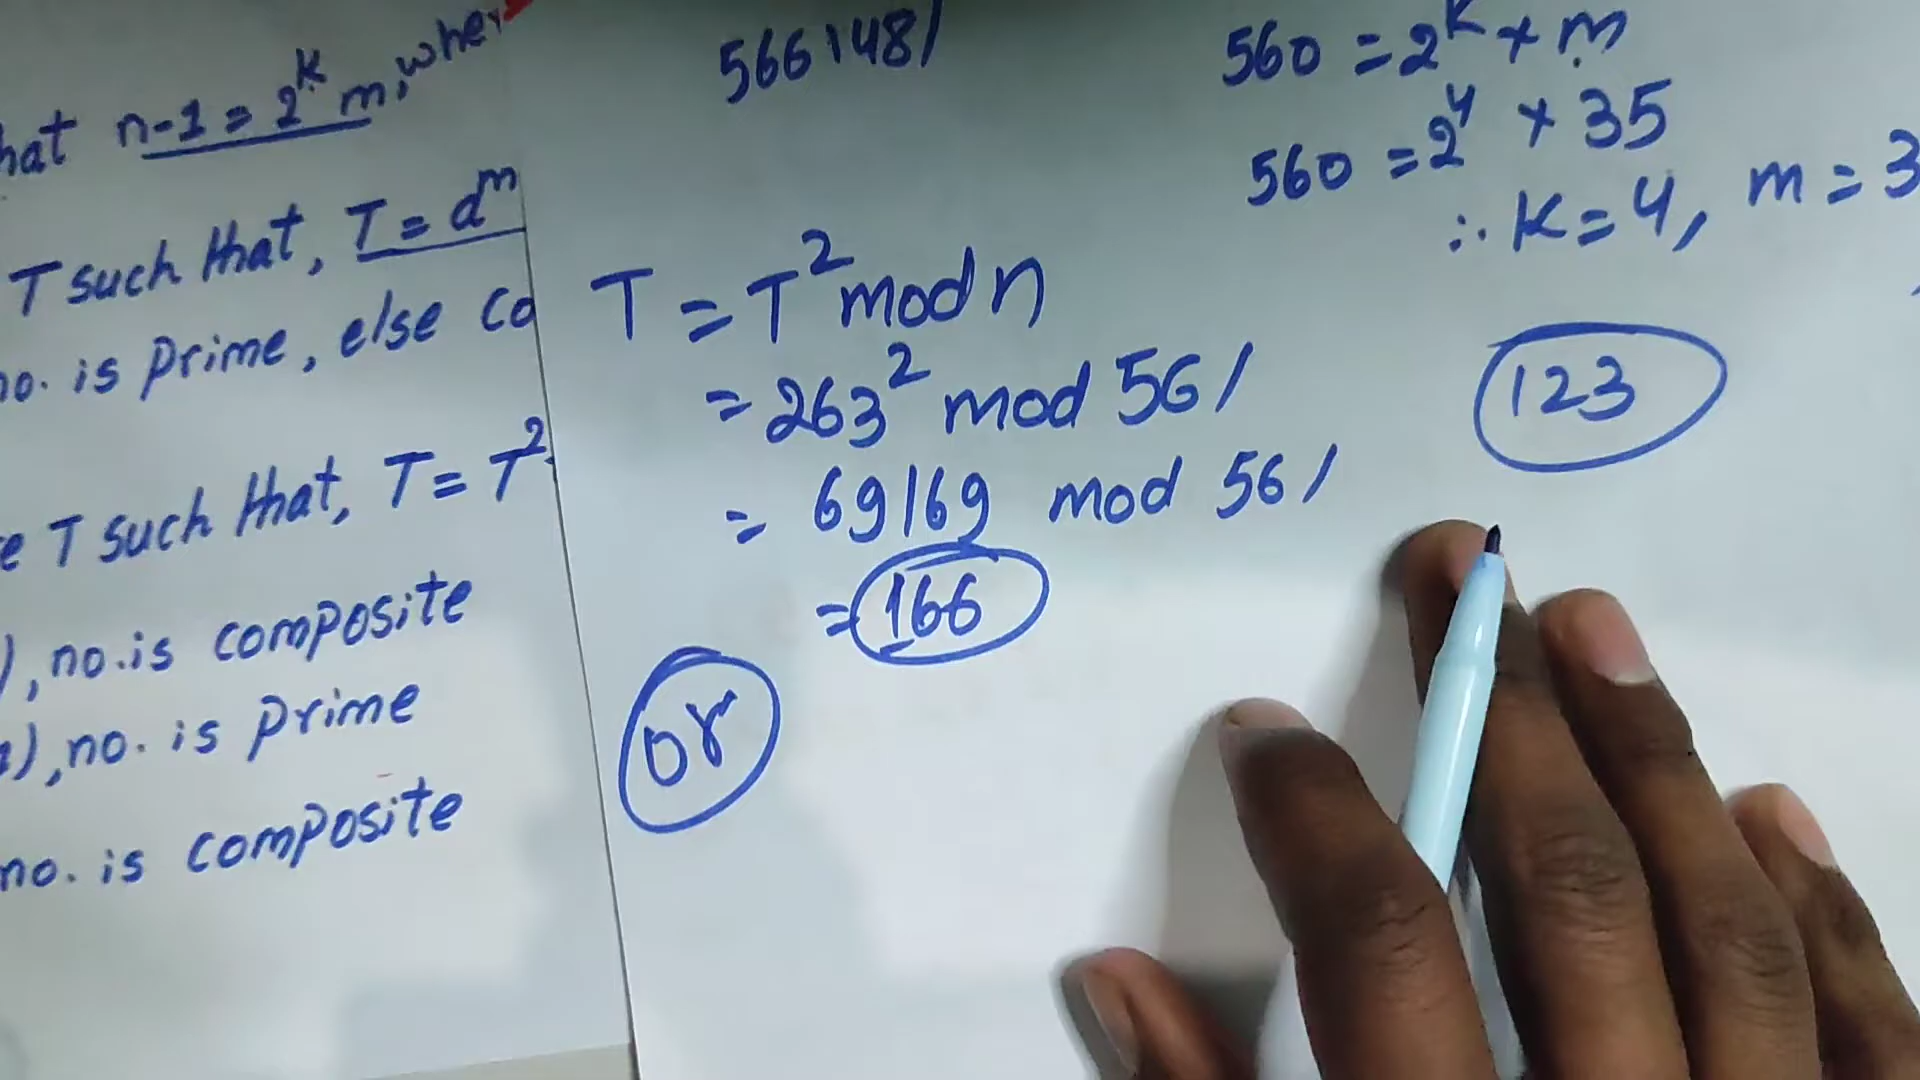 hat n-1 = 2^k m, wher
T such that, T = a^m
no. is prime, else co
e T such that, T = T^2
), no. is composite
), no. is prime
no. is composite
560 = 2^k × m
560 = 2^4 × 35
∴ K = 4, m = 3
T = T^2 mod n
= 263^2 mod 561
= 69169 mod 561
= 166
or
123